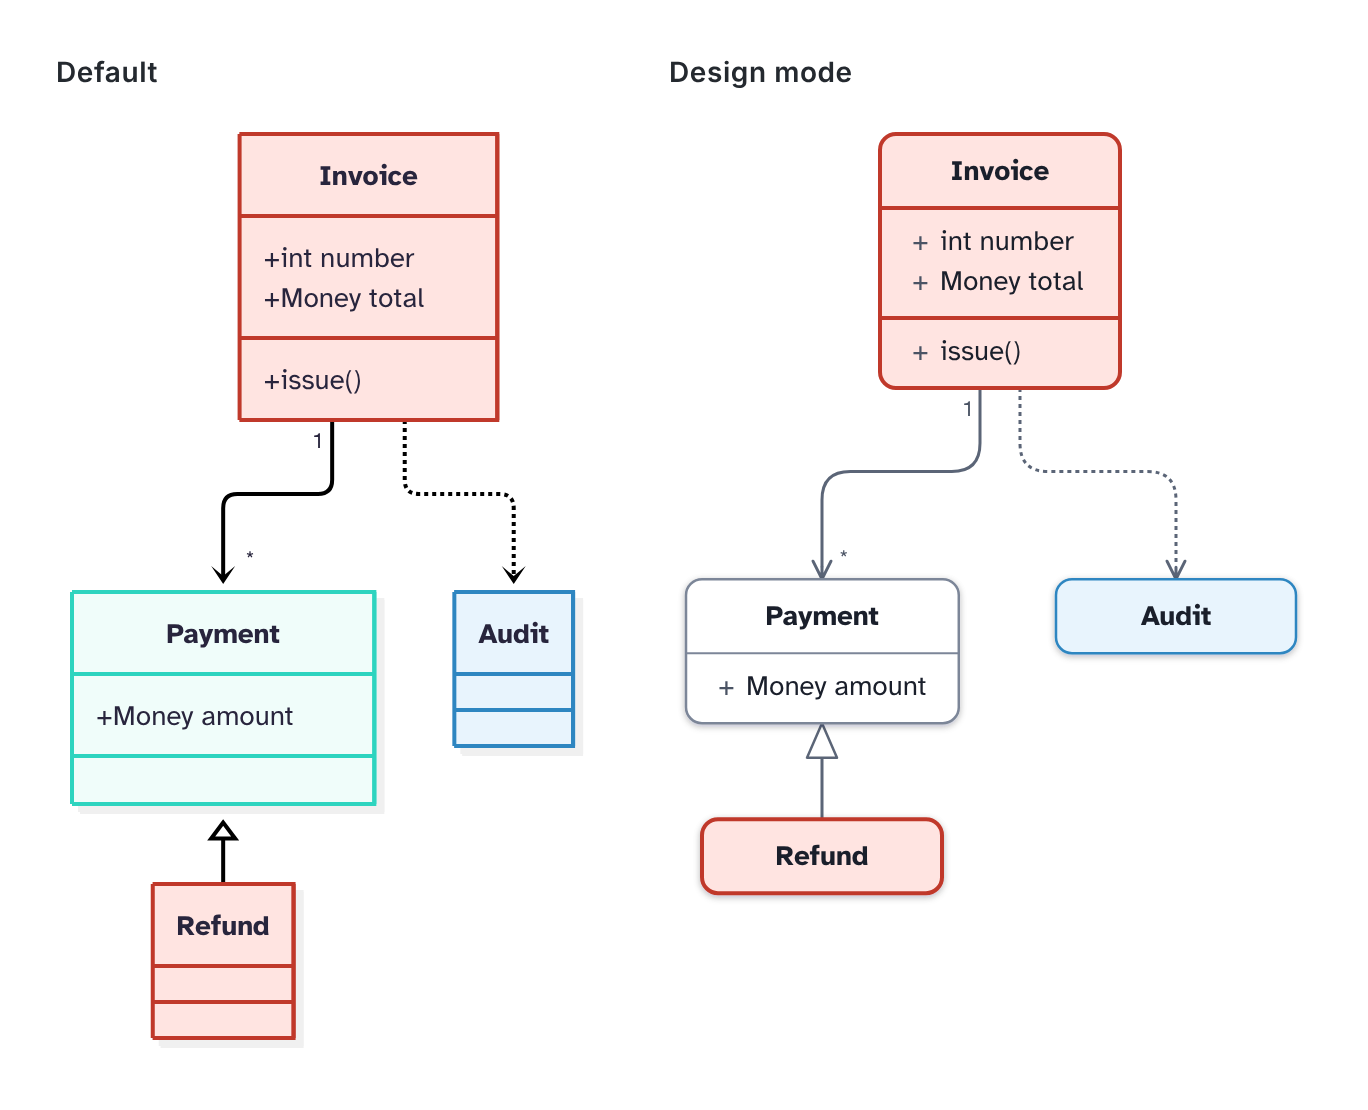 Default
Invoice
+int number
+Money total
+issue()
1
*
Payment
+Money amount
Audit
Refund
Design mode
Invoice
+ int number
+ Money total
+ issue()
1
*
Payment
+ Money amount
Audit
Refund